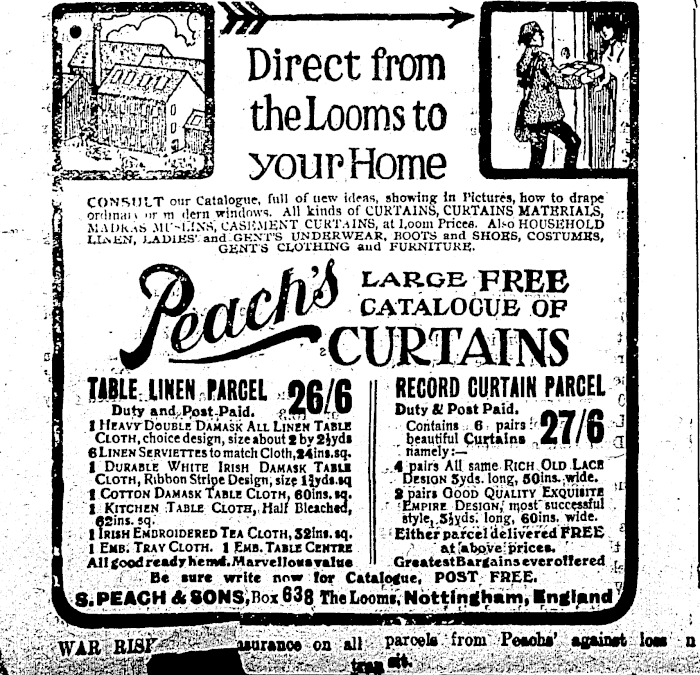 Direct from
the Looms to
your Home
CONSULT our Catalogue, full of new ideas, showing in Pictures, how to drape
ordinary or modern windows. All kinds of CURTAINS, CURTAINS MATERIALS,
MADRAS MUSLINS, CASEMENT CURTAINS, at Loom Prices. Also HOUSEHOLD
LINEN, LADIES' and GENT'S UNDERWEAR, BOOTS and SHOES, COSTUMES,
GENT'S CLOTHING and FURNITURE.
Peach's LARGE FREE
CATALOGUE OF
CURTAINS
TABLE LINEN PARCEL 26/6
Duty and Post Paid.
1 HEAVY DOUBLE DAMASK ALL LINEN TABLE
CLOTH, choice design, size about 2 by 2½yds
6 LINEN SERVIETTES to match Cloth, 24ins.sq.
1 DURABLE WHITE IRISH DAMASK TABLE
CLOTH, Ribbon Stripe Design, size yds.sq
1 COTTON DAMASK TABLE CLOTH, 60ins.sq.
1 KITCHEN TABLE CLOTH, Half Bleached,
62ins. sq.
1 IRISH EMBROIDERED TEA CLOTH, 32ins.sq.
1 EMB. TRAY CLOTH. 1 EMB. TABLE CENTRE
All good ready hemd. Marvellous value
RECORD CURTAIN PARCEL
Duty & Post Paid.
Contains 6 pairs 27/6
beautiful Curtains
namely:—
4 pairs All same RICH OLD LACE
DESIGN 3yds. long, 50ins. wide.
2 pairs GOOD QUALITY EXQUISITE
EMPIRE DESIGN, most successful
style, 3½yds. long, 60ins. wide.
Either parcel delivered FREE
at above prices.
Greatest Bargains ever offered
Be sure write now for Catalogue, POST FREE.
S. PEACH & SONS, Box 638 The Looms, Nottingham, England
WAR RISK surance on all parcels from Peachs' against loss n
transit.